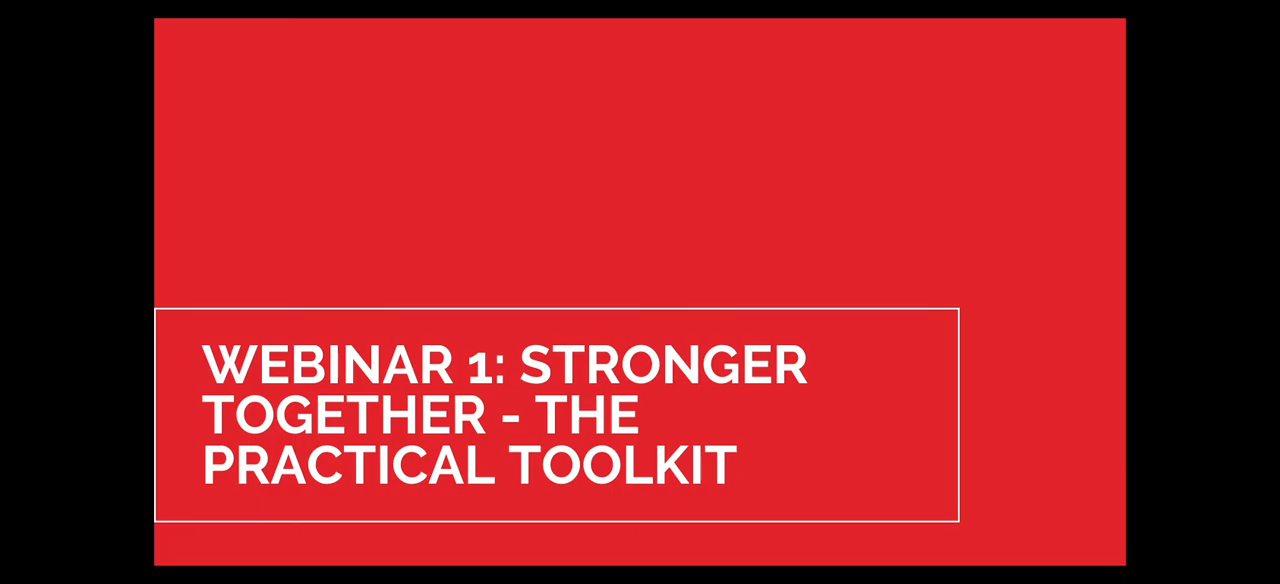 WEBINAR 1: STRONGER
TOGETHER - THE
PRACTICAL TOOLKIT